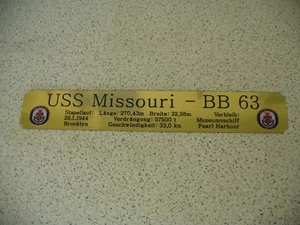 USS Missouri - BB 63
Stapellauf: Länge: 270,43m Breite: 32,98m Verbleib:
29.1.1944 Verdrängung: 57500 t Museumsschiff
Brooklyn Geschwindigkeit: 33,0 kn Pearl Harbour